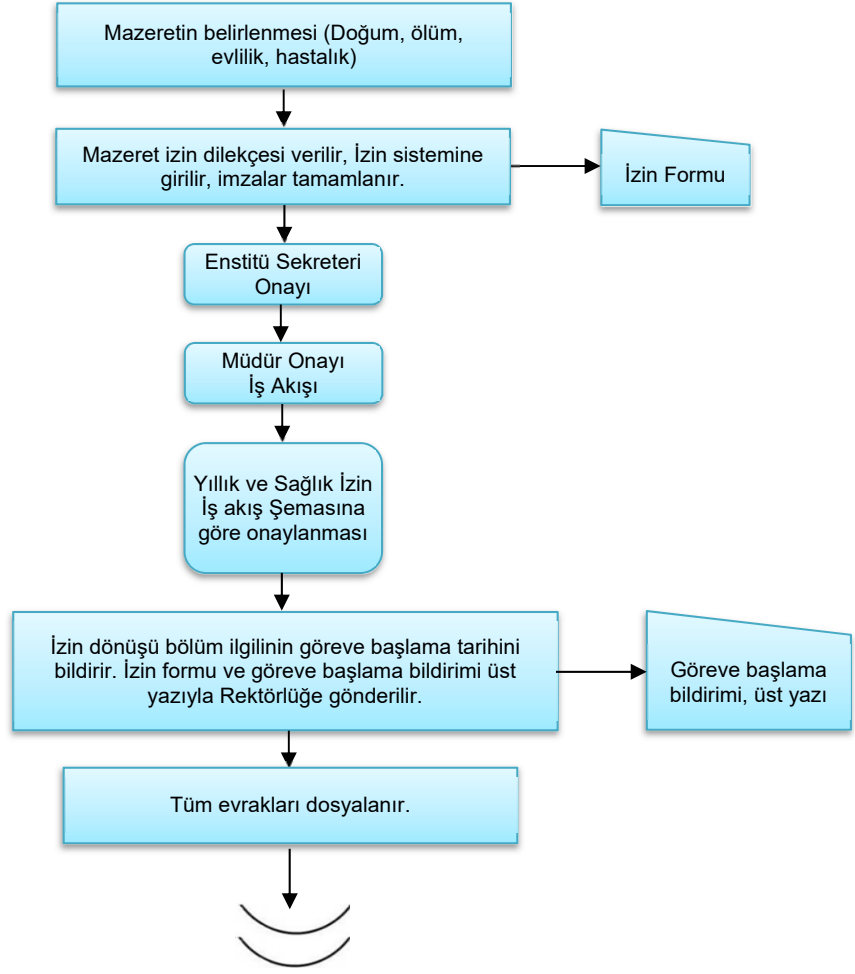 Mazeretin belirlenmesi (Doğum, ölüm,
evlilik, hastalık)
Mazeret izin dilekçesi verilir, İzin sistemine
girilir, imzalar tamamlanır.
İzin Formu
Enstitü Sekreteri
Onayı
Müdür Onayı
İş Akışı
Yıllık ve Sağlık İzin
İş akış Şemasına
göre onaylanması
İzin dönüşü bölüm ilgilinin göreve başlama tarihini
bildirir. İzin formu ve göreve başlama bildirimi üst
yazıyla Rektörlüğe gönderilir.
Göreve başlama
bildirimi, üst yazı
Tüm evrakları dosyalanır.